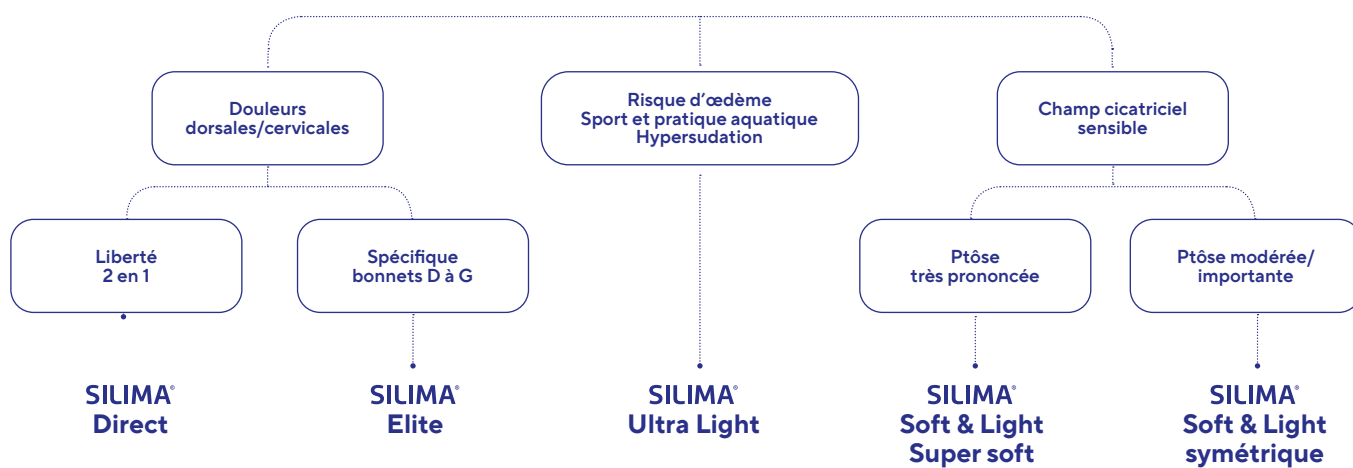 Douleurs
dorsales/cervicales
Risque d’œdème
Sport et pratique aquatique
Hypersudation
Champ cicatriciel
sensible
Liberté
2 en 1
Spécifique
bonnets D à G
Ptôse
très prononcée
Ptôse modérée/
importante
SILIMA®
Direct
SILIMA®
Elite
SILIMA®
Ultra Light
SILIMA®
Soft & Light
Super soft
SILIMA®
Soft & Light
symétrique